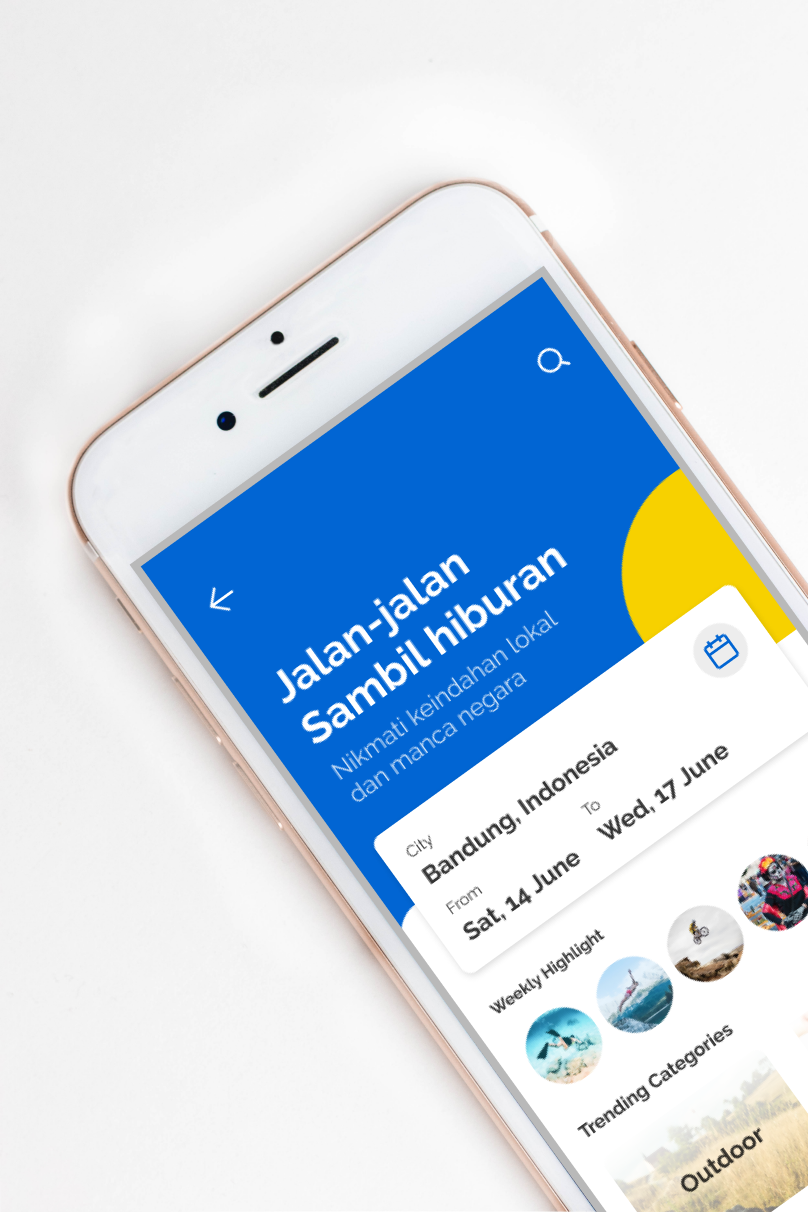 Jalan-jalan
Sambil hiburan
Nikmati keindahan lokal
dan manca negara
City
Bandung, Indonesia
From
To
Sat, 14 June
Wed, 17 June
Weekly Highlight
Trending Categories
Outdoor